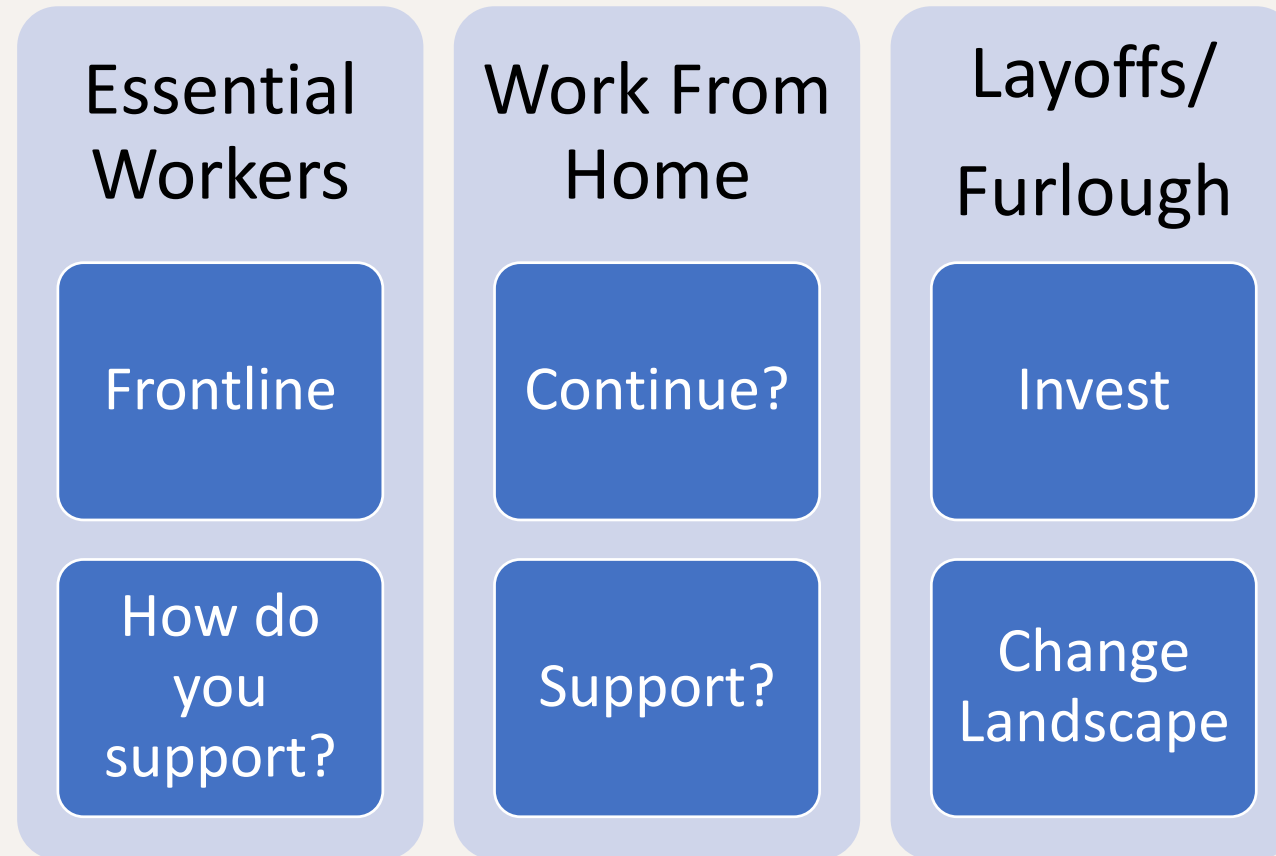 Essential
Workers
Frontline
How do
you
support?
Work From
Home
Continue?
Support?
Layoffs/
Furlough
Invest
Change
Landscape